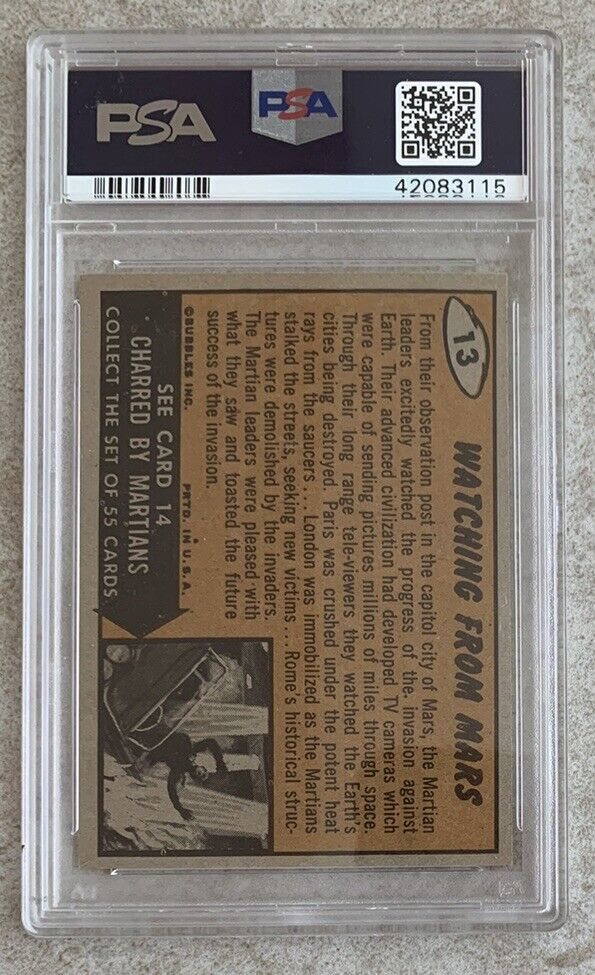 PSA
PSA
42083115
13
WATCHING FROM MARS
From their observation post in the capitol city of Mars, the Martian
leaders excitedly watched the progress of the invasion against
Earth. Their advanced civilization had developed TV cameras which
were capable of sending pictures millions of miles through space.
Through their long range tele-viewers they watched the Earth's
cities being destroyed. Paris was crushed under the potent heat
rays from the saucers... London was immobilized as the Martians
stalked the streets, seeking new victims... Rome's historical struc-
tures were demolished by the invaders.
The Martian leaders were pleased with
what they saw and toasted the future
success of the invasion.
©BUBBLES INC. PRTD. IN U.S.A.
SEE CARD 14
CHARRED BY MARTIANS
COLLECT THE SET OF 55 CARDS